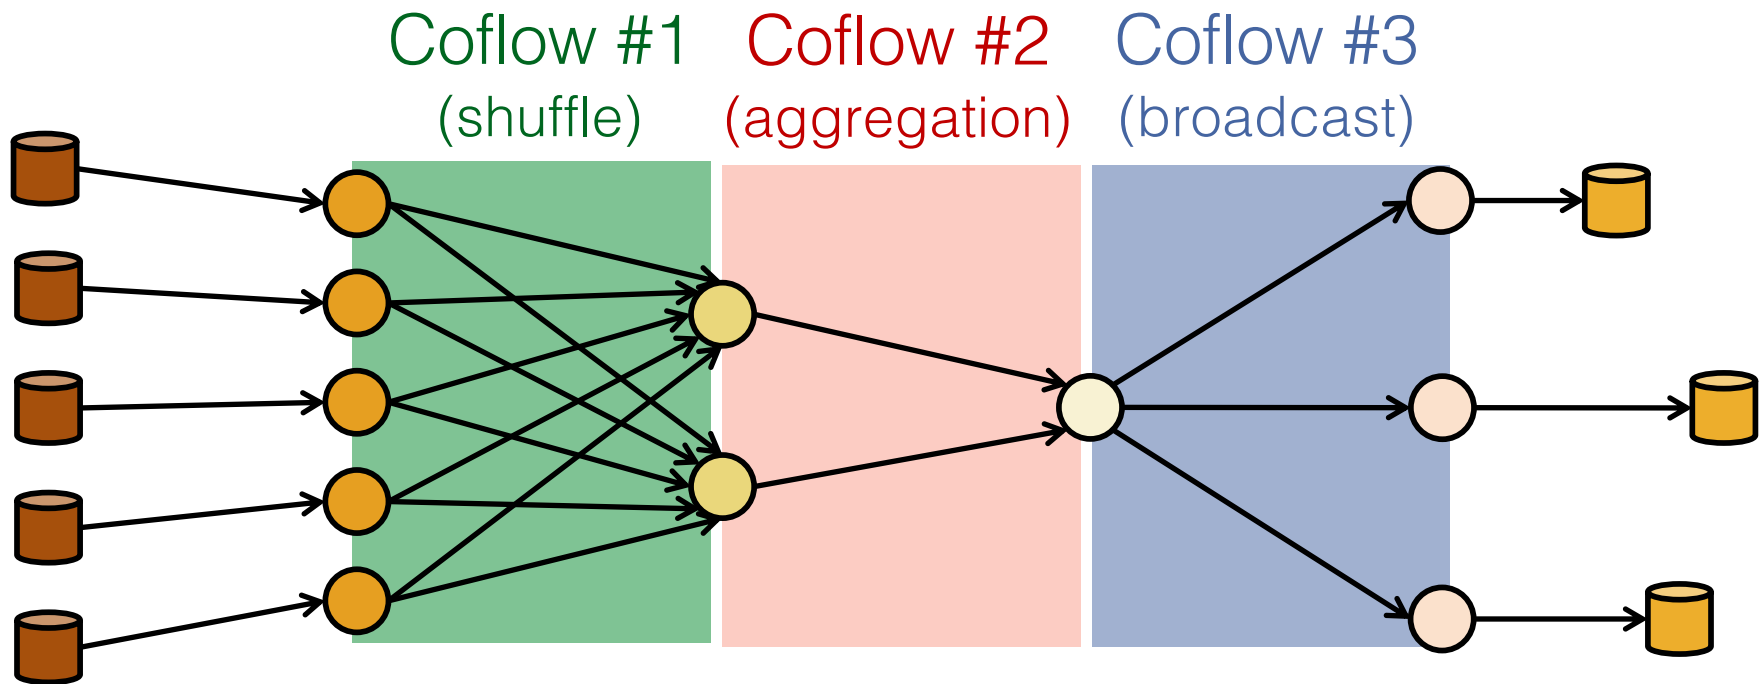 Coflow #1
(shuffle)
Coflow #2
(aggregation)
Coflow #3
(broadcast)